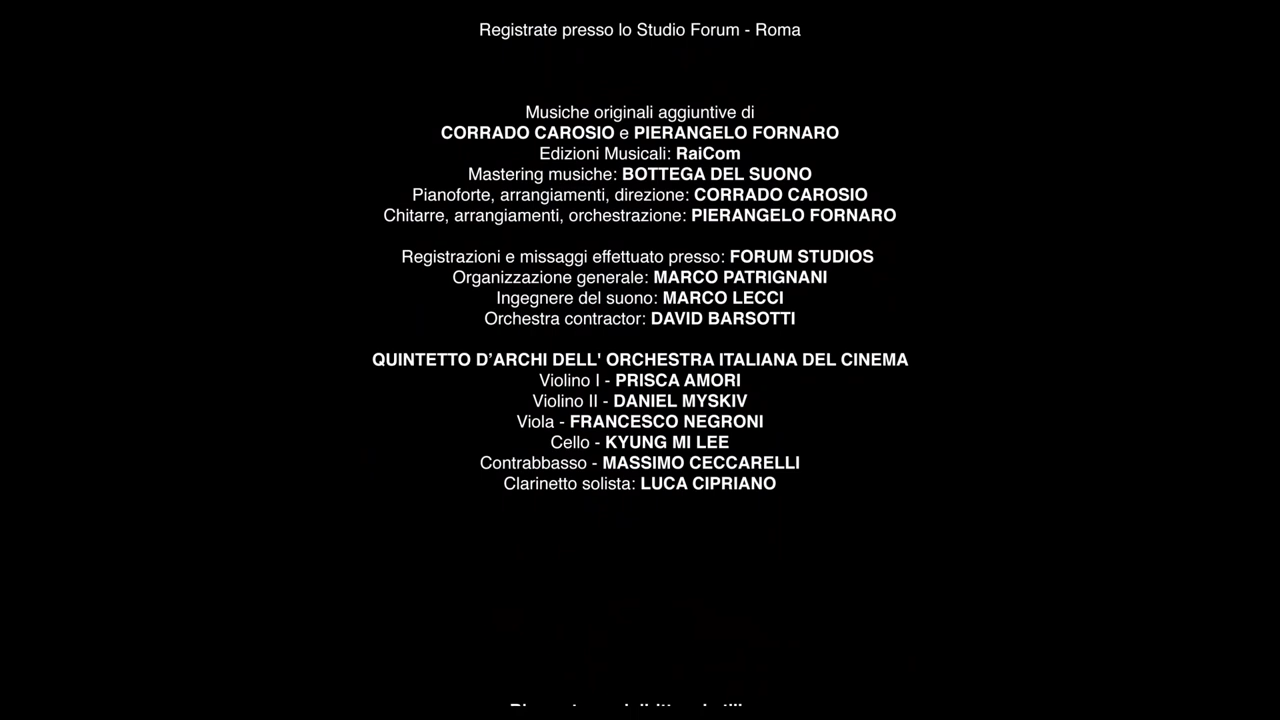 Registrate presso lo Studio Forum - Roma
Musiche originali aggiuntive di
CORRADO CAROSIO e PIERANGELO FORNARO
Edizioni Musicali: RaiCom
Mastering musiche: BOTTEGA DEL SUONO
Pianoforte, arrangiamenti, direzione: CORRADO CAROSIO
Chitarre, arrangiamenti, orchestrazione: PIERANGELO FORNARO
Registrazioni e missaggi effettuato presso: FORUM STUDIOS
Organizzazione generale: MARCO PATRIGNANI
Ingegnere del suono: MARCO LECCI
Orchestra contractor: DAVID BARSOTTI
QUINTETTO D’ARCHI DELL' ORCHESTRA ITALIANA DEL CINEMA
Violino I - PRISCA AMORI
Violino II - DANIEL MYSKIV
Viola - FRANCESCO NEGRONI
Cello - KYUNG MI LEE
Contrabbasso - MASSIMO CECCARELLI
Clarinetto solista: LUCA CIPRIANO